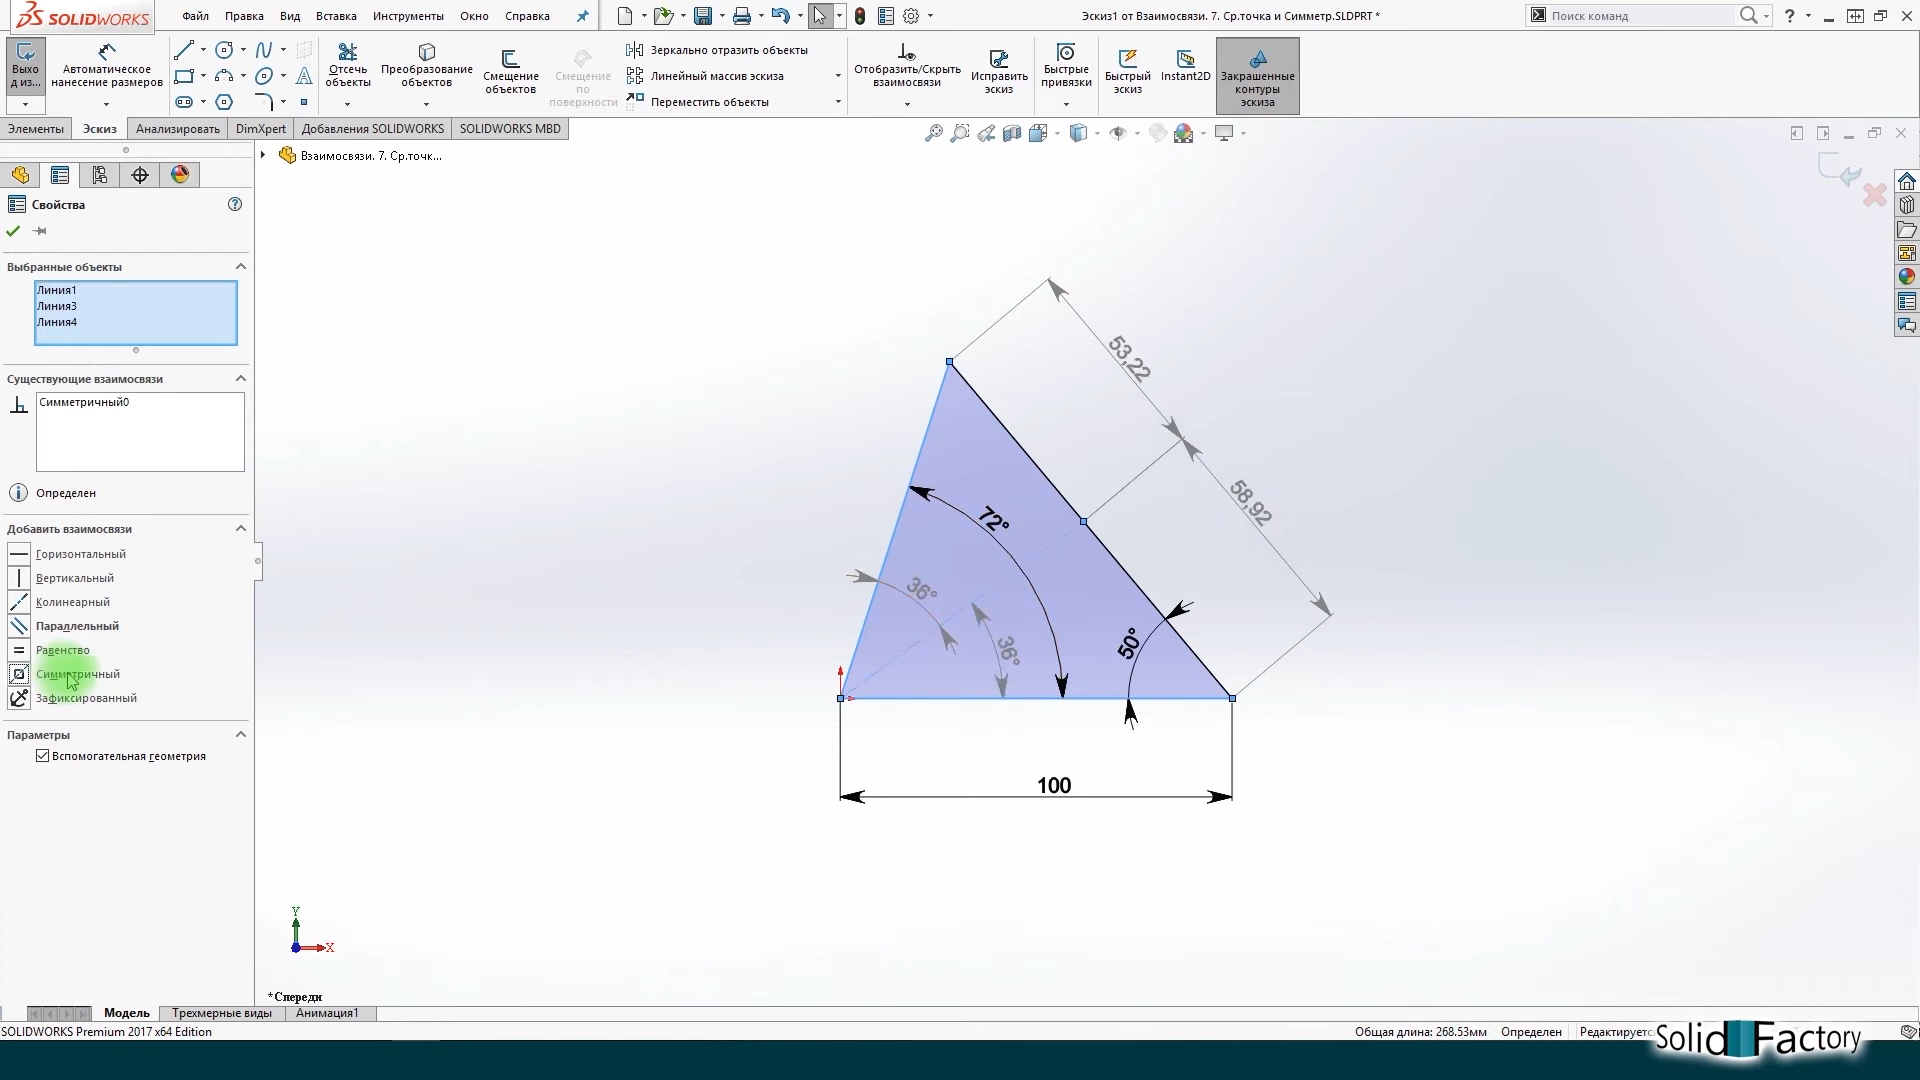 SOLIDWORKS
Файл Правка Вид Вставка Инструменты Окно Справка
Эскиз1 от Взаимосвязи. 7. Ср.точка и Симметр.SLDPRT *
Поиск команд
Выхо
д из...
Автоматическое
нанесение размеров
Отсечь
объекты
Преобразование
объектов
Смещение
объектов
Смещение
по
поверхности
Зеркально отразить объекты
Линейный массив эскиза
Переместить объекты
Отобразить/Скрыть
взаимосвязи
Исправить
эскиз
Быстрые
привязки
Быстрый
эскиз
Instant2D
Закрашенные
контуры
эскиза
Элементы Эскиз Анализировать DimXpert Добавления SOLIDWORKS SOLIDWORKS MBD
Взаимосвязи. 7. Ср.точк...
Свойства
Выбранные объекты
Линия1
Линия3
Линия4
Существующие взаимосвязи
Симметричный0
Определен
Добавить взаимосвязи
Горизонтальный
Вертикальный
Колинеарный
Параллельный
Равенство
Симметричный
Зафиксированный
Параметры
Вспомогательная геометрия
53,22
58,92
72°
36°
36°
50°
100
Y
X
*Спереди
Модель Трехмерные виды Анимация1
SOLIDWORKS Premium 2017 x64 Edition
Общая длина: 268.53мм Определен Редактируетс
Solid Factory